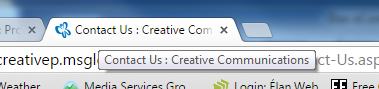 : Pro
Contact Us : Creative Com
creativep.msglo
Contact Us : Creative Communications
ct-Us.asp
Weather
Media Services Gro...
Login: Élan Web
Free